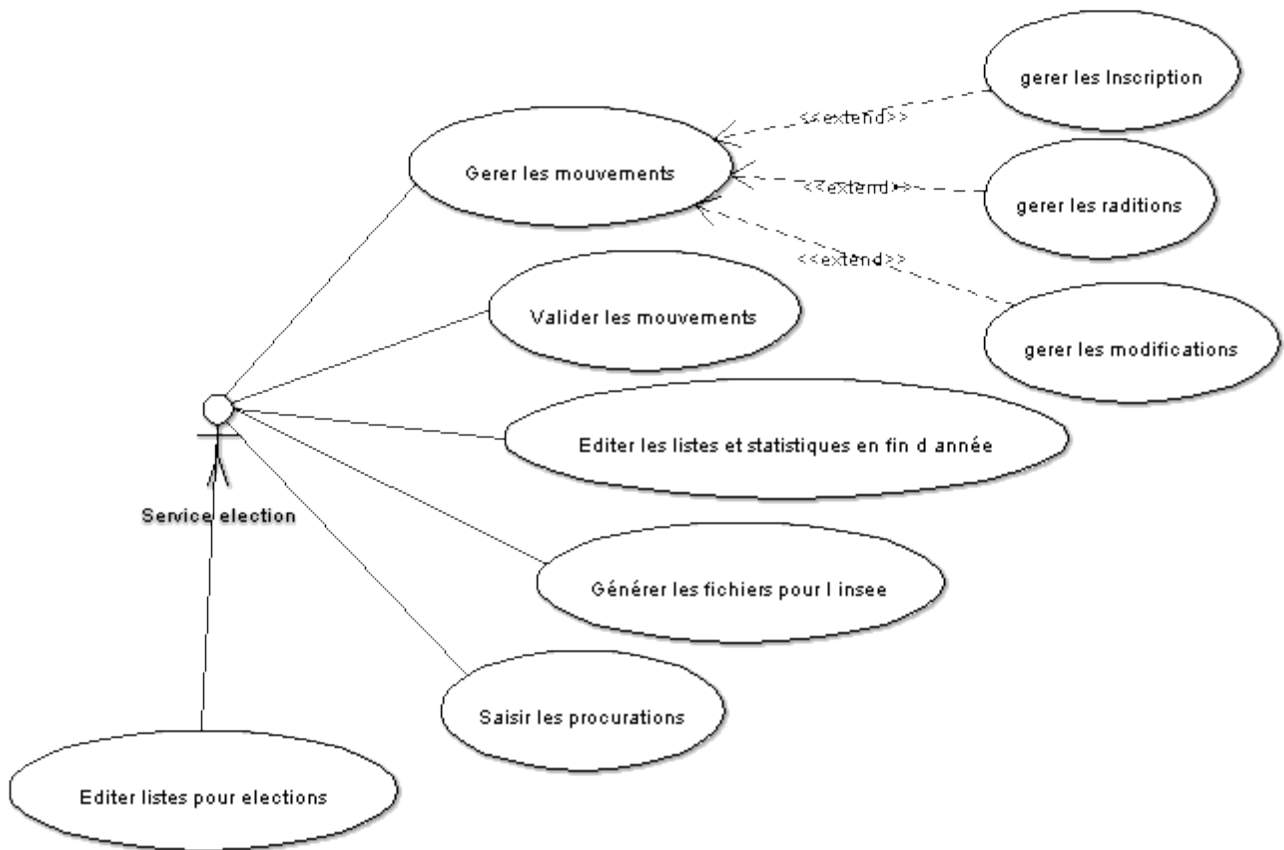 gerer les Inscription
<<extend>>
Gerer les mouvements
<<extend>>
gerer les raditions
<<extend>>
Valider les mouvements
gerer les modifications
Editer les listes et statistiques en fin d année
Service election
Générer les fichiers pour l insee
Saisir les procurations
Editer listes pour elections